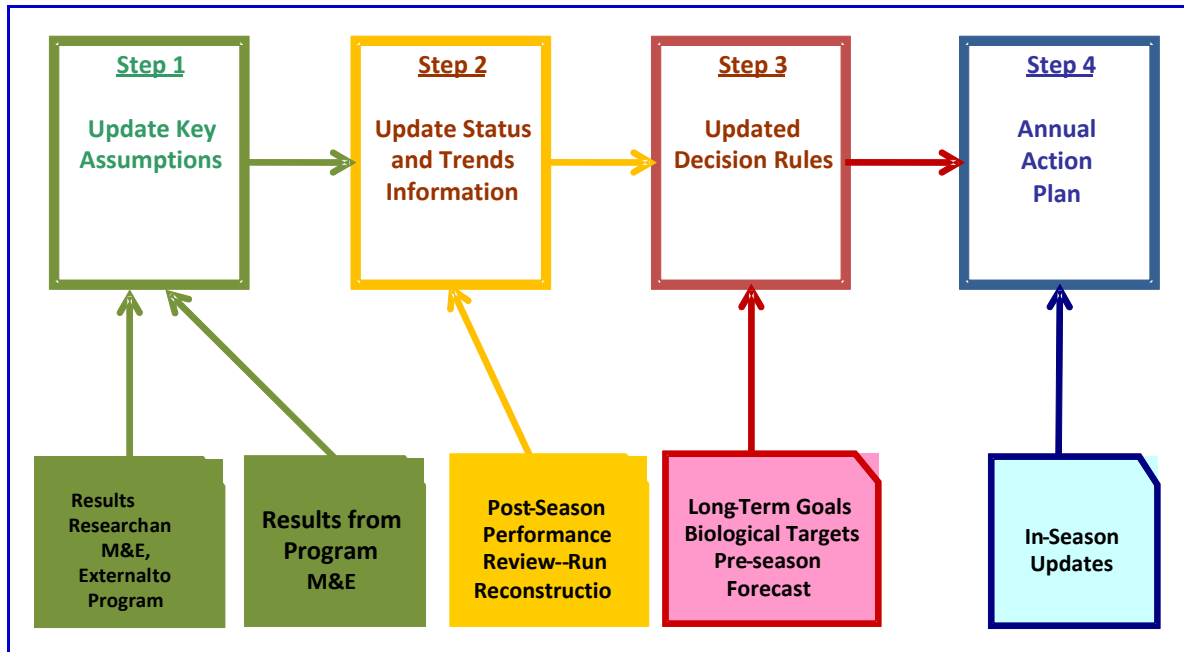 Step 1
Update Key
Assumptions
Step 2
Update Status
and Trends
Information
Step 3
Updated
Decision Rules
Step 4
Annual
Action
Plan
Results
Researchan
M&E,
Externalto
Program
Results from
Program
M&E
Post-Season
Performance
Review--Run
Reconstructio
Long-Term Goals
Biological Targets
Pre-season
Forecast
In-Season
Updates